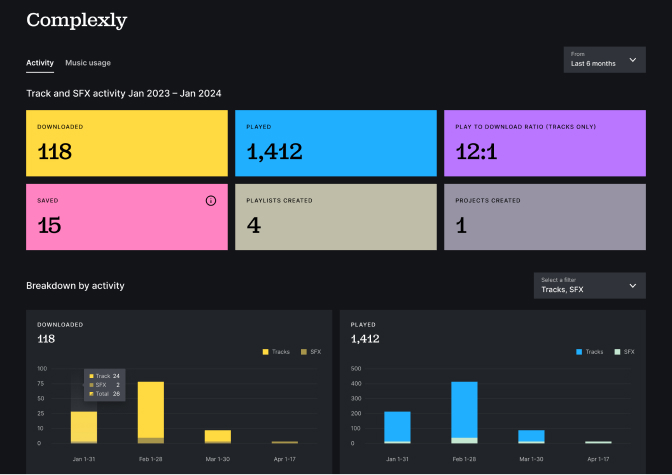 Complexly
From
Activity Music usage
Last 6 months
Track and SFX activity Jan 2023 – Jan 2024
DOWNLOADED PLAYED PLAY TO DOWNLOAD RATIO (TRACKS ONLY)
118 1,412 12:1
SAVED PLAYLISTS CREATED PROJECTS CREATED
15 4 1
Select a filter
Breakdown by activity
Tracks, SFX
DOWNLOADED
118
Tracks SFX
100
75
50
25
10
0
Track 24
SFX 2
Total 26
Jan 1-31 Feb 1-28 Mar 1-30 Apr 1-17
PLAYED
1,412
Tracks SFX
500
400
300
200
100
0
Jan 1-31 Feb 1-28 Mar 1-30 Apr 1-17